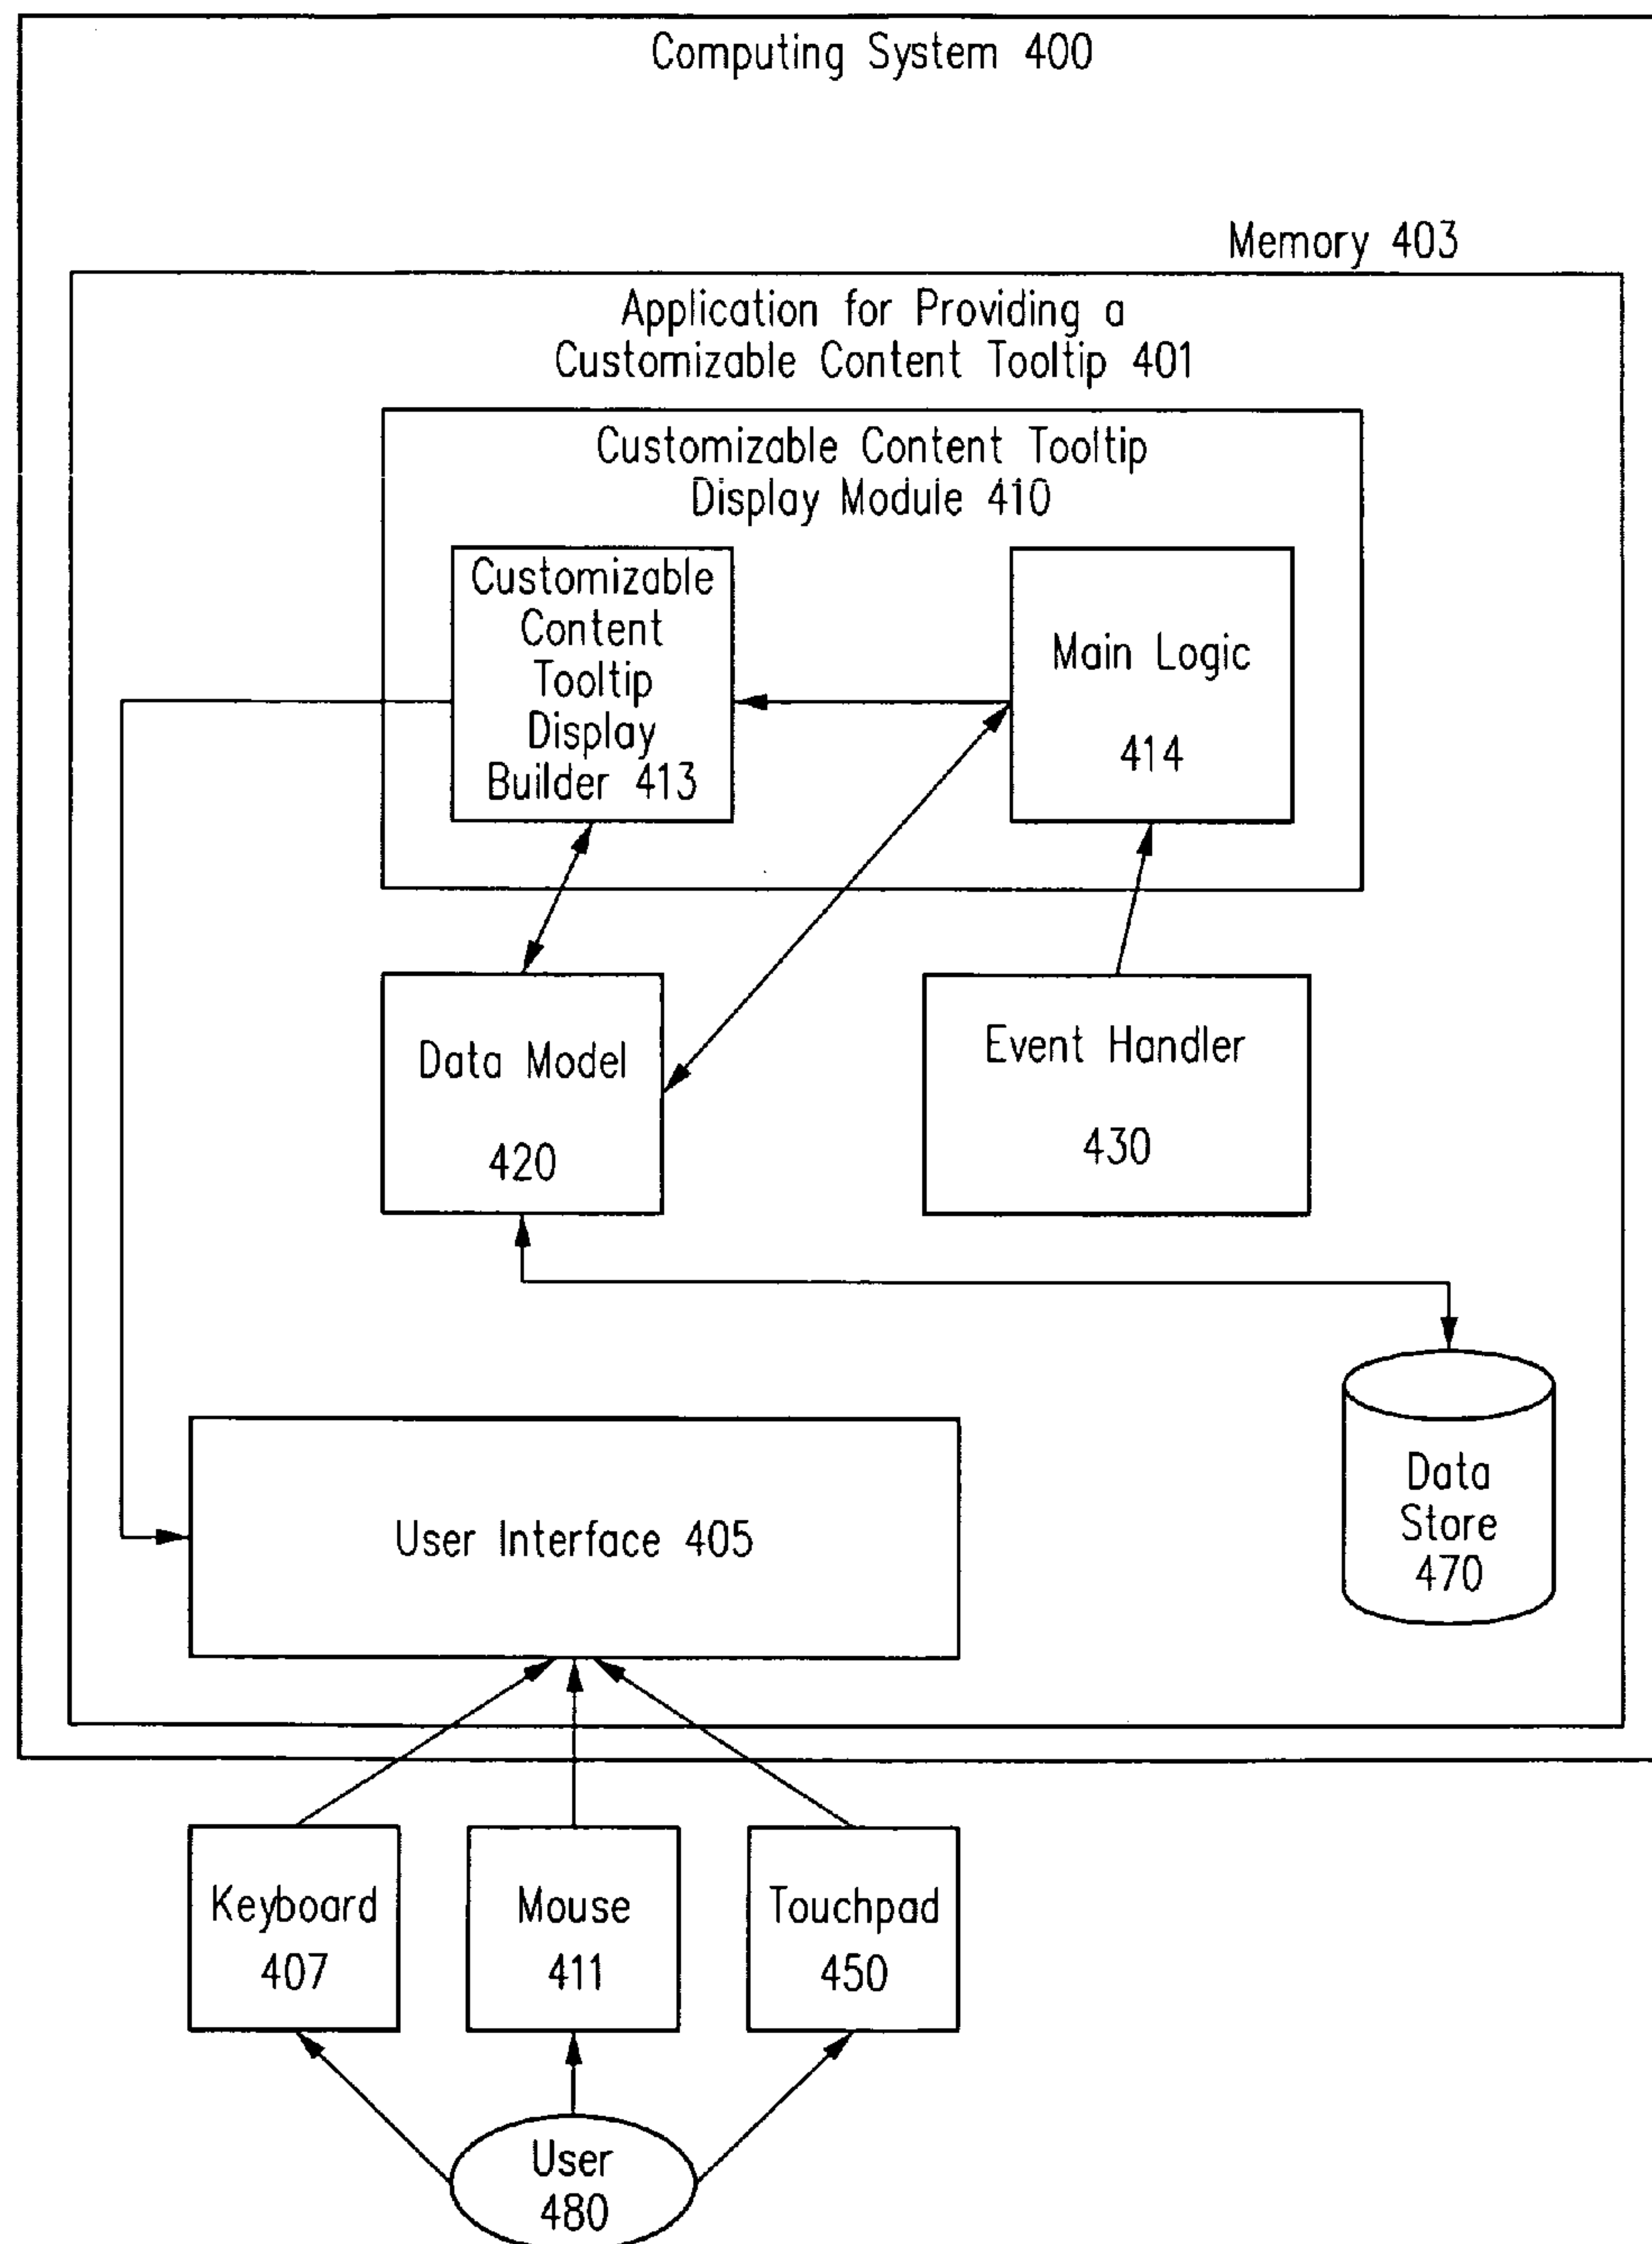 Computing System 400
Memory 403
Application for Providing a
Customizable Content Tooltip 401
Customizable Content Tooltip
Display Module 410
Customizable
Content
Tooltip
Display
Builder 413
Main Logic
414
Data Model
420
Event Handler
430
User Interface 405
Data
Store
470
Keyboard
407
Mouse
411
Touchpad
450
User
480